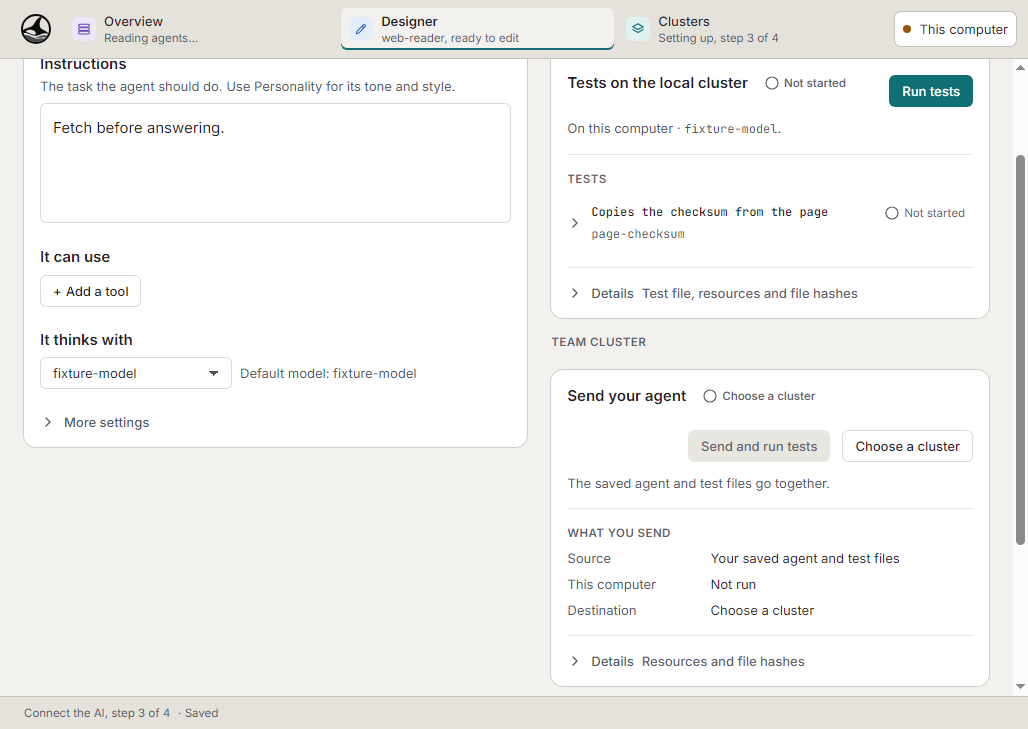 Overview
Reading agents...
Designer
web-reader, ready to edit
Clusters
Setting up, step 3 of 4
This computer
Instructions
The task the agent should do. Use Personality for its tone and style.
Fetch before answering.
It can use
+ Add a tool
It thinks with
fixture-model
Default model: fixture-model
More settings
Tests on the local cluster
Not started
Run tests
On this computer · fixture-model.
TESTS
Copies the checksum from the page
page-checksum
Not started
Details Test file, resources and file hashes
TEAM CLUSTER
Send your agent
Choose a cluster
Send and run tests
Choose a cluster
The saved agent and test files go together.
WHAT YOU SEND
Source Your saved agent and test files
This computer Not run
Destination Choose a cluster
Details Resources and file hashes
Connect the AI, step 3 of 4 · Saved